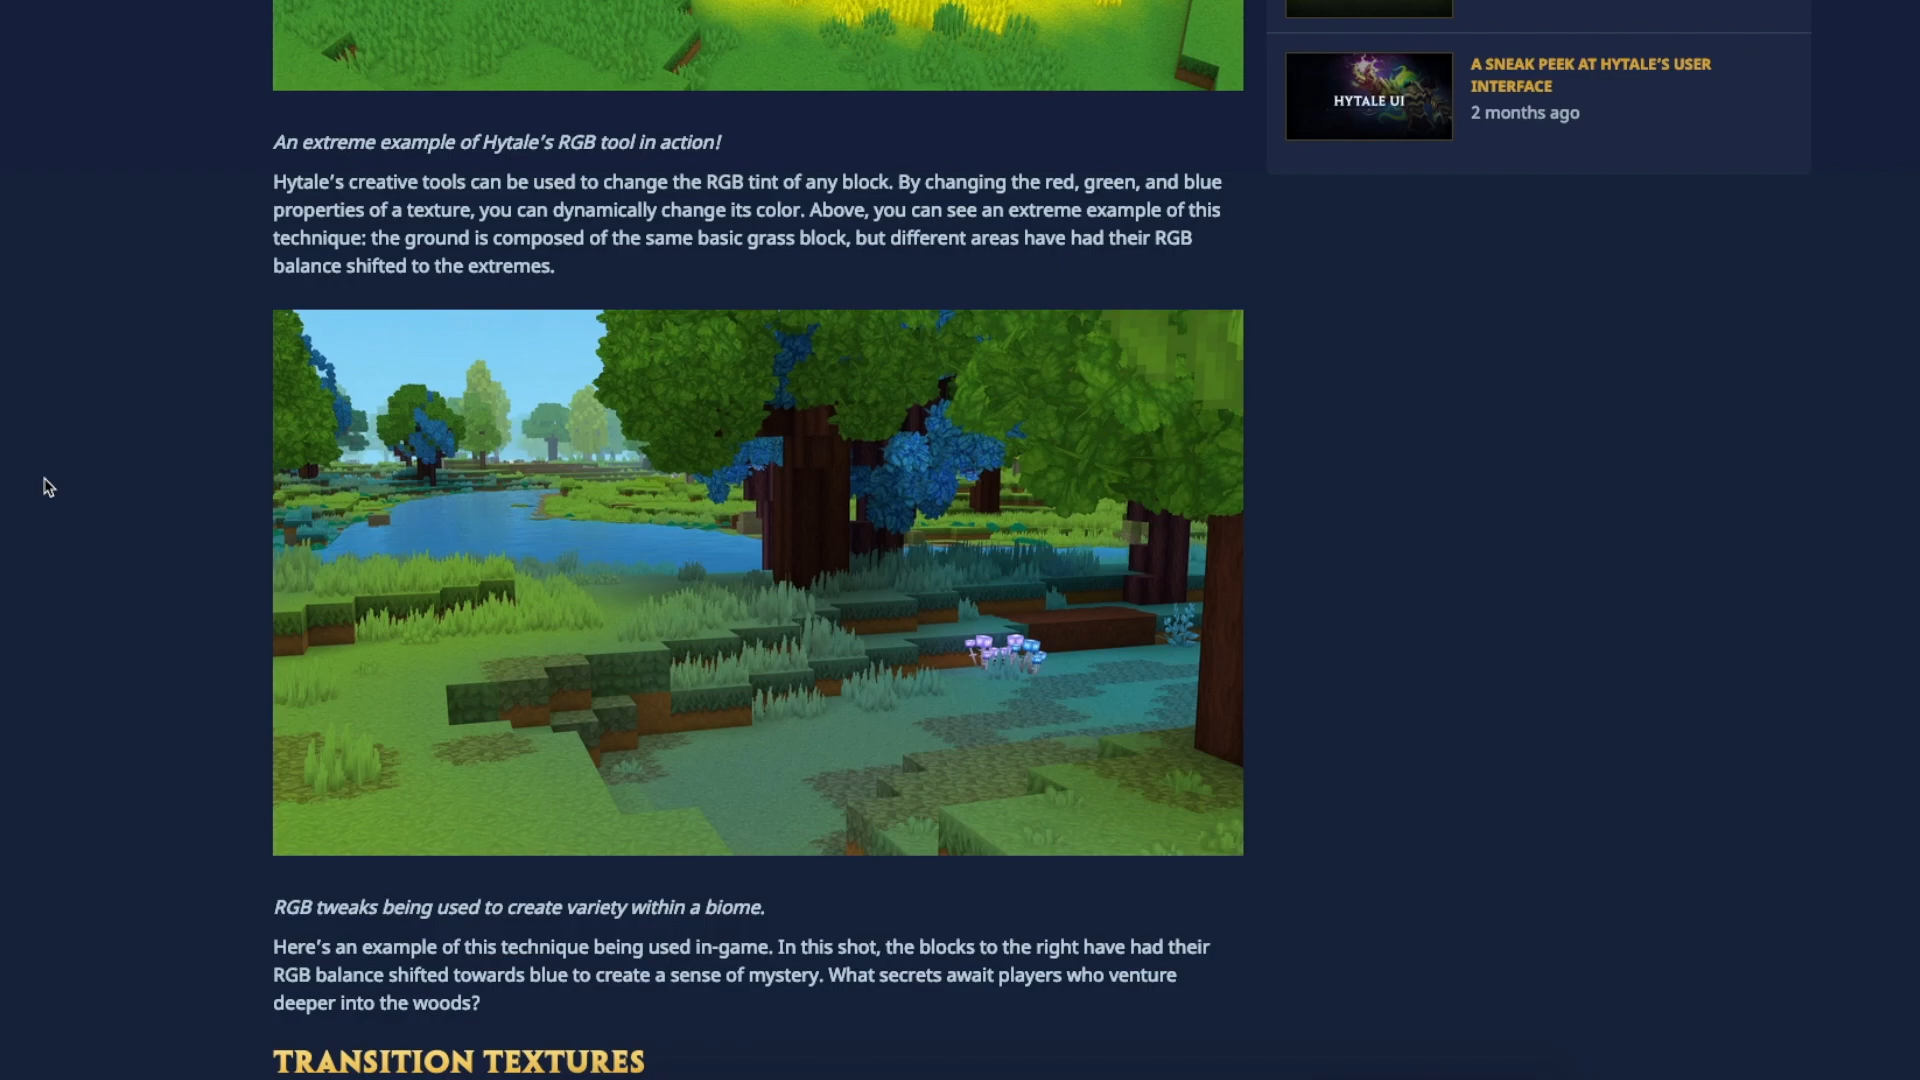 A SNEAK PEEK AT HYTALE’S USER
INTERFACE
2 months ago
HYTALE UI
An extreme example of Hytale’s RGB tool in action!
Hytale’s creative tools can be used to change the RGB tint of any block. By changing the red, green, and blue
properties of a texture, you can dynamically change its color. Above, you can see an extreme example of this
technique: the ground is composed of the same basic grass block, but different areas have had their RGB
balance shifted to the extremes.
RGB tweaks being used to create variety within a biome.
Here’s an example of this technique being used in-game. In this shot, the blocks to the right have had their
RGB balance shifted towards blue to create a sense of mystery. What secrets await players who venture
deeper into the woods?
TRANSITION TEXTURES